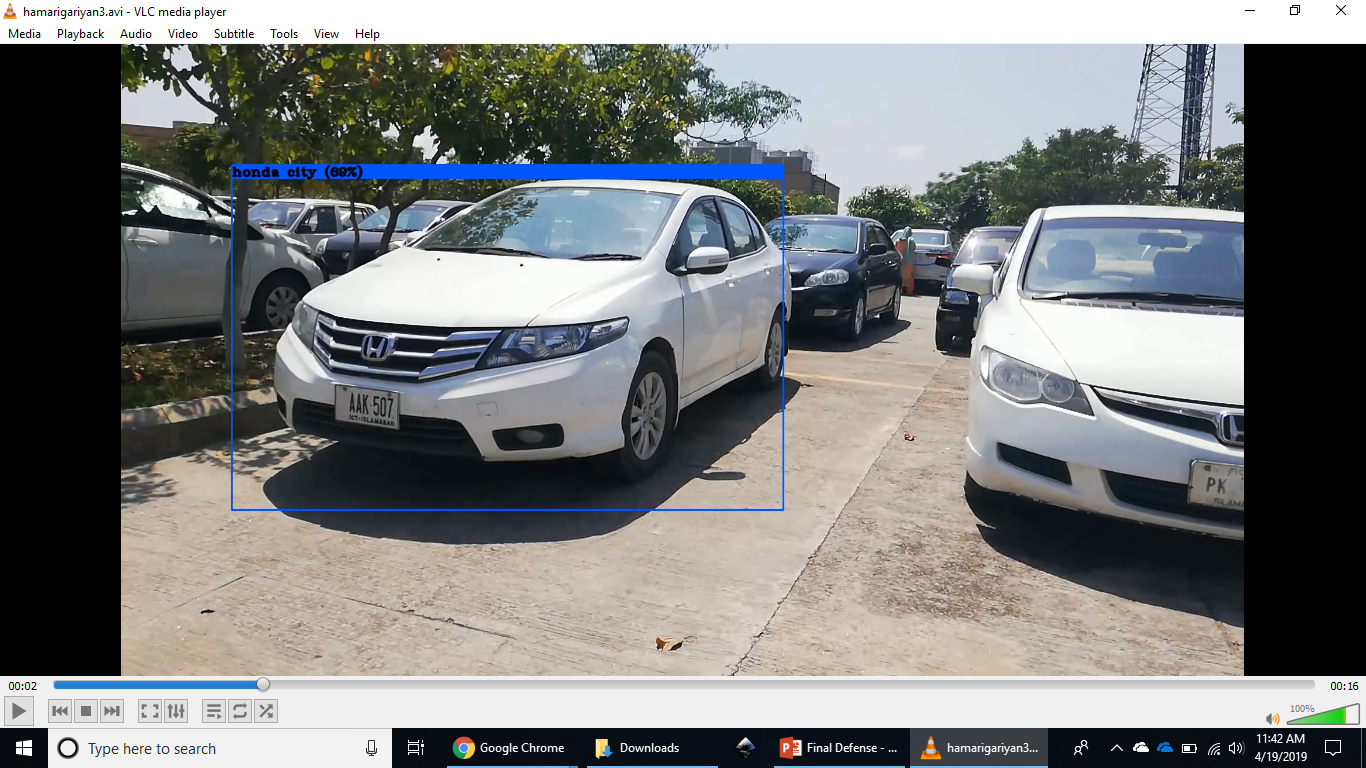 hamarigariyan3.avi - VLC media player
Media Playback Audio Video Subtitle Tools View Help
honda city (69%)
AAK 507
ICT-ISLAMABAD
PK
ISLAMA
00:02
00:16
100%
Type here to search
Google Chrome
Downloads
Final Defense - ...
hamarigariyan3...
11:42 AM
4/19/2019